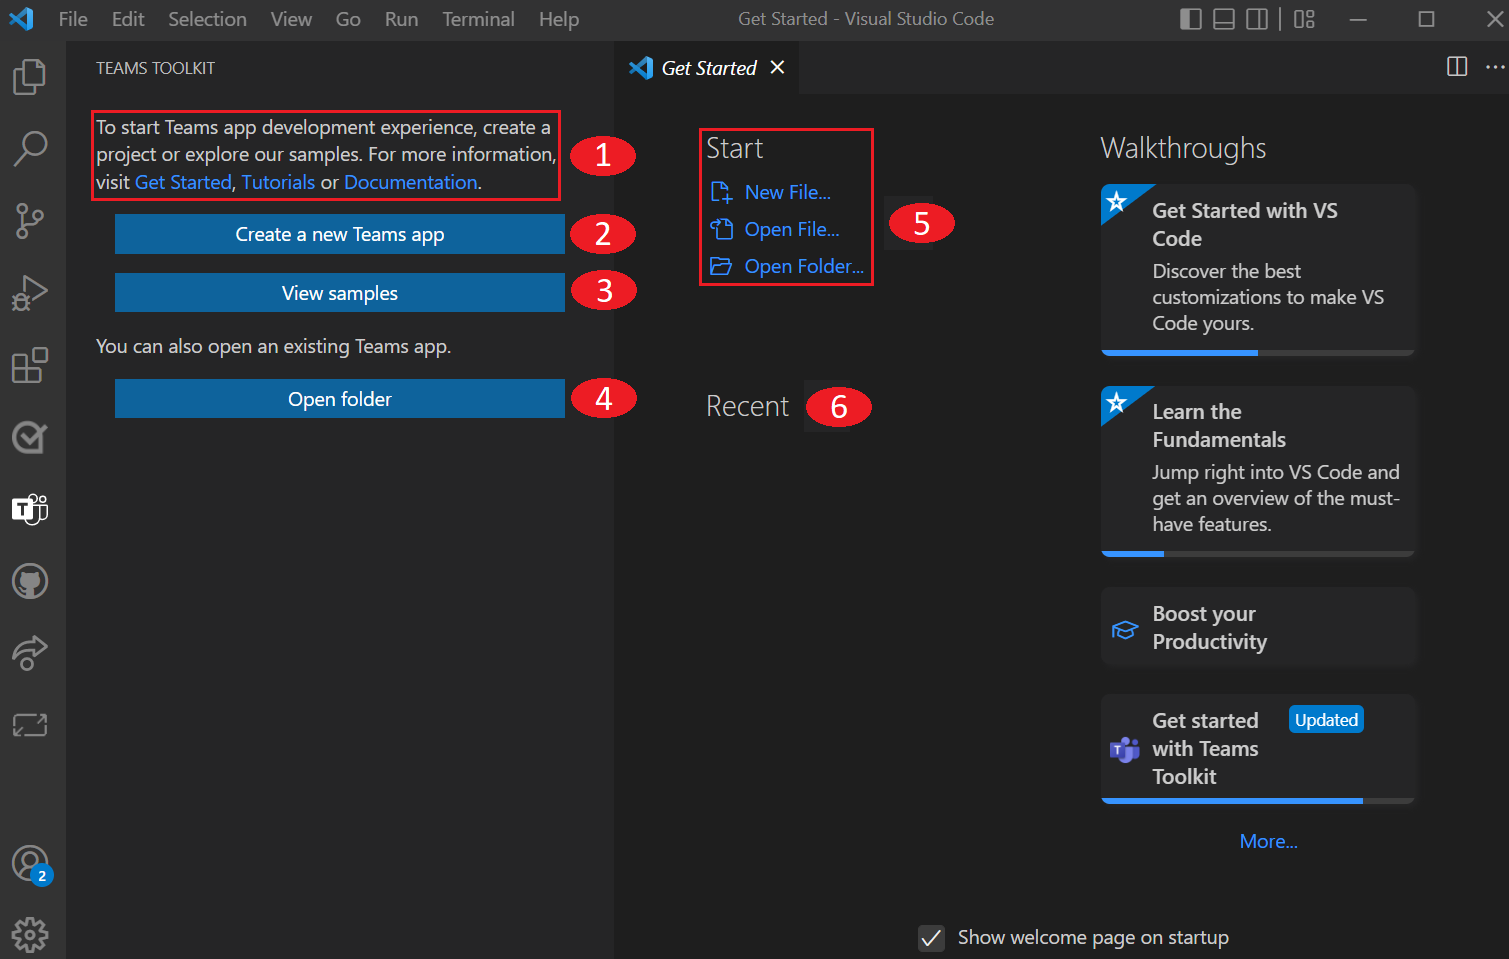 File Edit Selection View Go Run Terminal Help
Get Started - Visual Studio Code
TEAMS TOOLKIT
To start Teams app development experience, create a
project or explore our samples. For more information,
visit Get Started, Tutorials or Documentation.
1
Create a new Teams app
2
View samples
3
You can also open an existing Teams app.
Open folder
4
T
2
Get Started
Start
New File...
Open File...
Open Folder...
5
Recent
6
Walkthroughs
Get Started with VS
Code
Discover the best
customizations to make VS
Code yours.
Learn the
Fundamentals
Jump right into VS Code and
get an overview of the must-
have features.
Boost your
Productivity
Get started
with Teams
Toolkit
Updated
T
More...
Show welcome page on startup